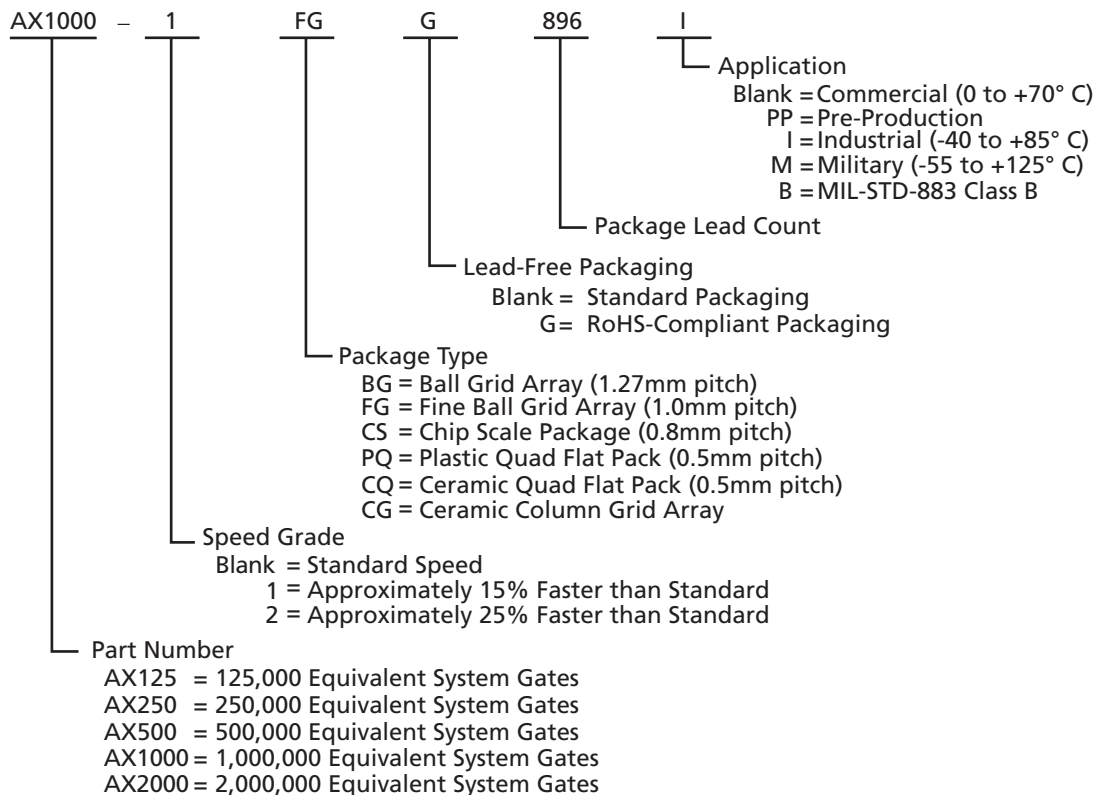 AX1000 – 1 FG G 896 I
Application
Blank = Commercial (0 to +70° C)
PP = Pre-Production
I = Industrial (-40 to +85° C)
M = Military (-55 to +125° C)
B = MIL-STD-883 Class B
Package Lead Count
Lead-Free Packaging
Blank = Standard Packaging
G= RoHS-Compliant Packaging
Package Type
BG = Ball Grid Array (1.27mm pitch)
FG = Fine Ball Grid Array (1.0mm pitch)
CS = Chip Scale Package (0.8mm pitch)
PQ = Plastic Quad Flat Pack (0.5mm pitch)
CQ = Ceramic Quad Flat Pack (0.5mm pitch)
CG = Ceramic Column Grid Array
Speed Grade
Blank = Standard Speed
1 = Approximately 15% Faster than Standard
2 = Approximately 25% Faster than Standard
Part Number
AX125 = 125,000 Equivalent System Gates
AX250 = 250,000 Equivalent System Gates
AX500 = 500,000 Equivalent System Gates
AX1000 = 1,000,000 Equivalent System Gates
AX2000 = 2,000,000 Equivalent System Gates